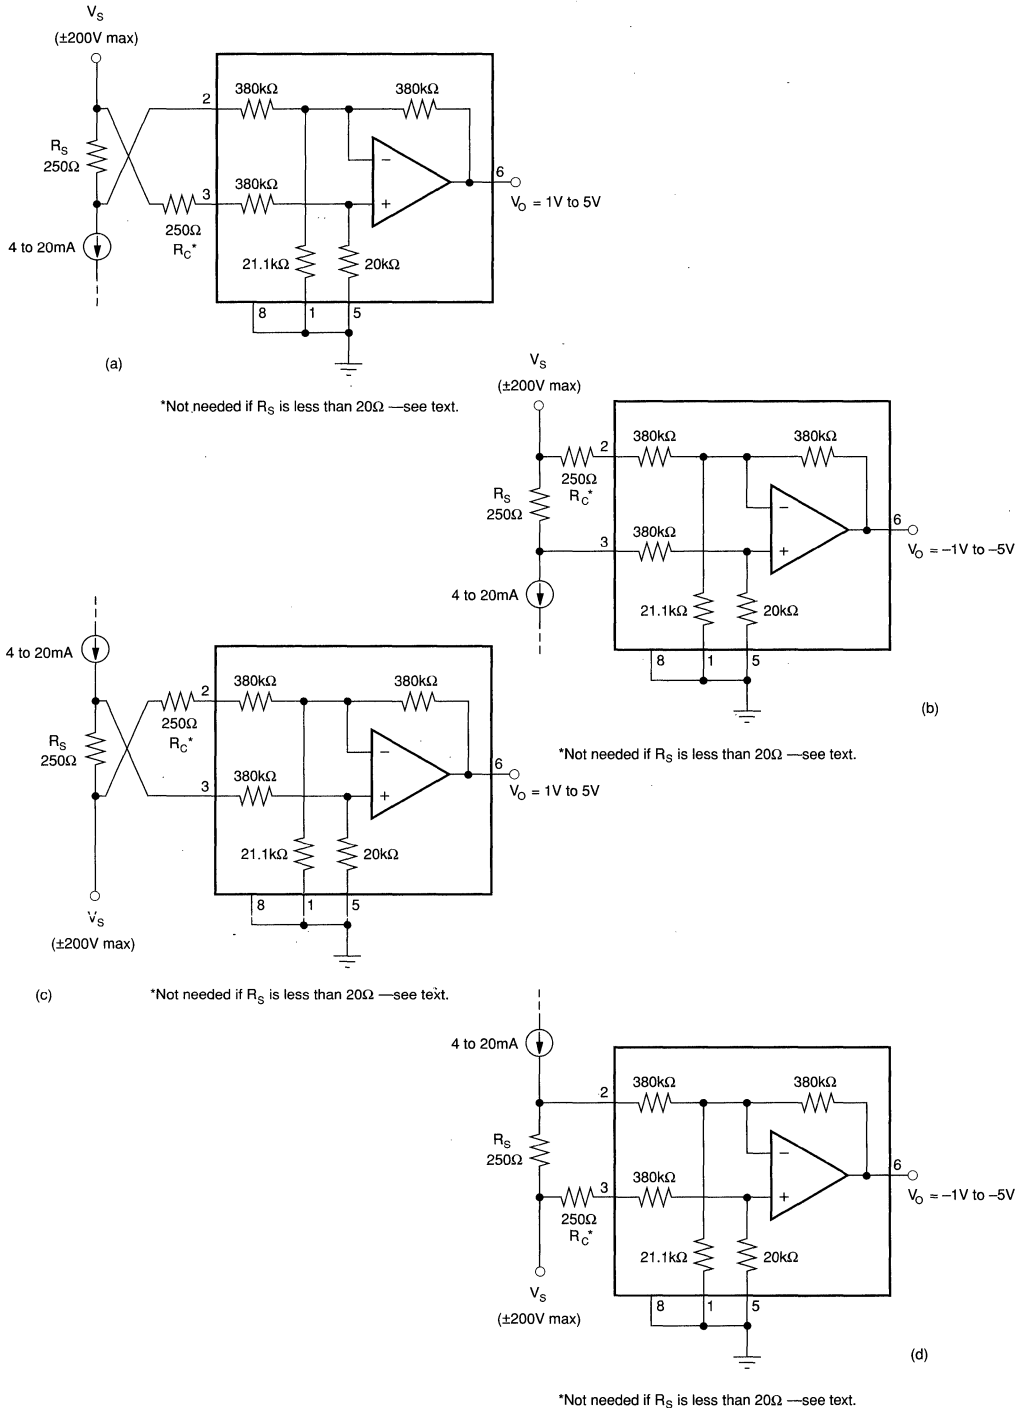 V_S
(±200V max)
R_S
250Ω
4 to 20mA
250Ω
R_C*
2
3
380kΩ
380kΩ
380kΩ
−
+
21.1kΩ
20kΩ
6
V_O = 1V to 5V
8
1
5
(a)
*Not needed if R_S is less than 20Ω —see text.
V_S
(±200V max)
2
250Ω
R_C*
R_S
250Ω
3
4 to 20mA
380kΩ
380kΩ
380kΩ
−
+
21.1kΩ
20kΩ
6
V_O = −1V to −5V
8
1
5
(b)
*Not needed if R_S is less than 20Ω —see text.
4 to 20mA
2
250Ω
R_C*
R_S
250Ω
3
380kΩ
380kΩ
380kΩ
−
+
21.1kΩ
20kΩ
6
V_O = 1V to 5V
8
1
5
V_S
(±200V max)
(c)
*Not needed if R_S is less than 20Ω —see text.
4 to 20mA
2
R_S
250Ω
3
250Ω
R_C*
380kΩ
380kΩ
380kΩ
−
+
21.1kΩ
20kΩ
6
V_O = −1V to −5V
8
1
5
V_S
(±200V max)
(d)
*Not needed if R_S is less than 20Ω —see text.